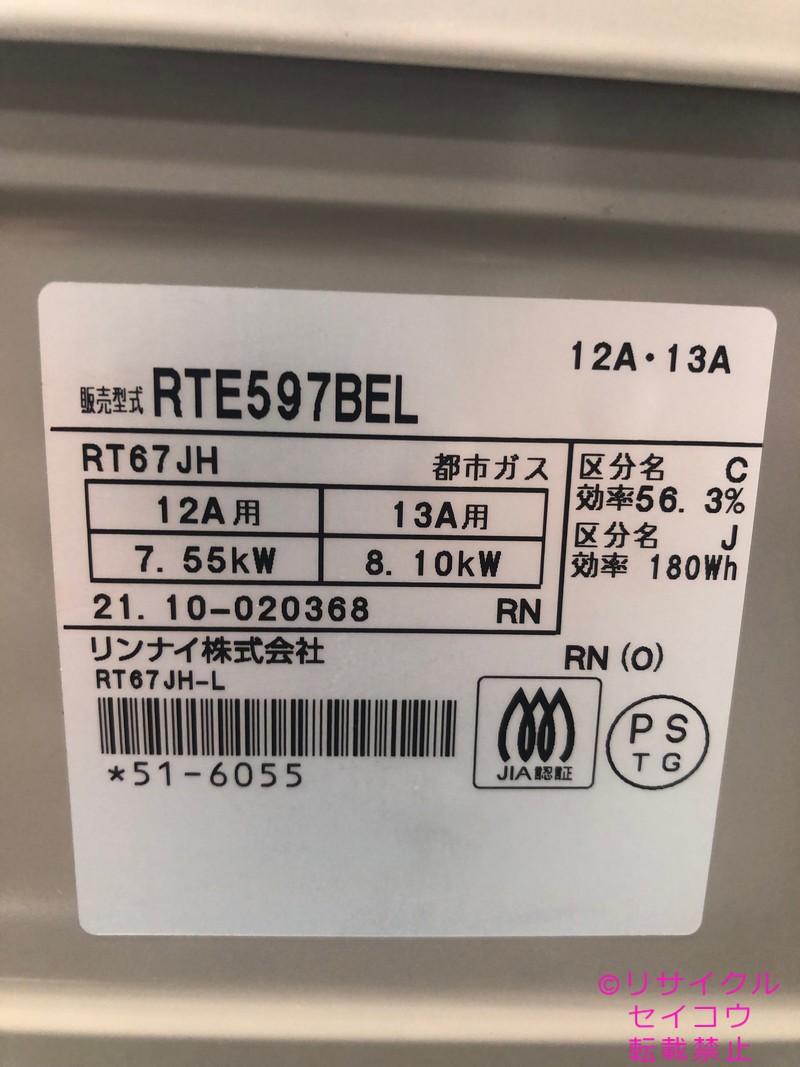 12A・13A
販売型式 RTE597BEL
RT67JH 都市ガス
12A用 13A用
7. 55kW 8. 10kW
21. 10-020368 RN
区分名 C
効率56. 3%
区分名 J
効率 180Wh
リンナイ株式会社
RN (O)
RT67JH-L
*51-6055
JIA認証
PS
TG
©リサイクル
セイコウ
転載禁止